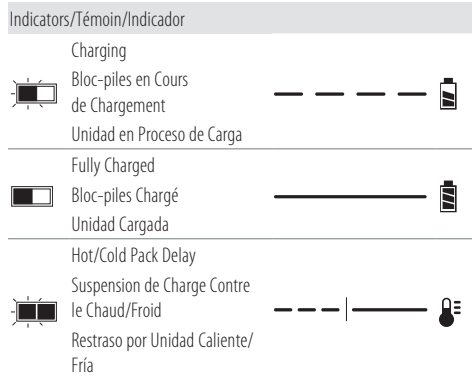 Indicators/Témoin/Indicador
Charging
Bloc-piles en Cours
de Chargement
Unidad en Proceso de Carga
Fully Charged
Bloc-piles Chargé
Unidad Cargada
Hot/Cold Pack Delay
Suspension de Charge Contre
le Chaud/Froid
Restraso por Unidad Caliente/
Fría